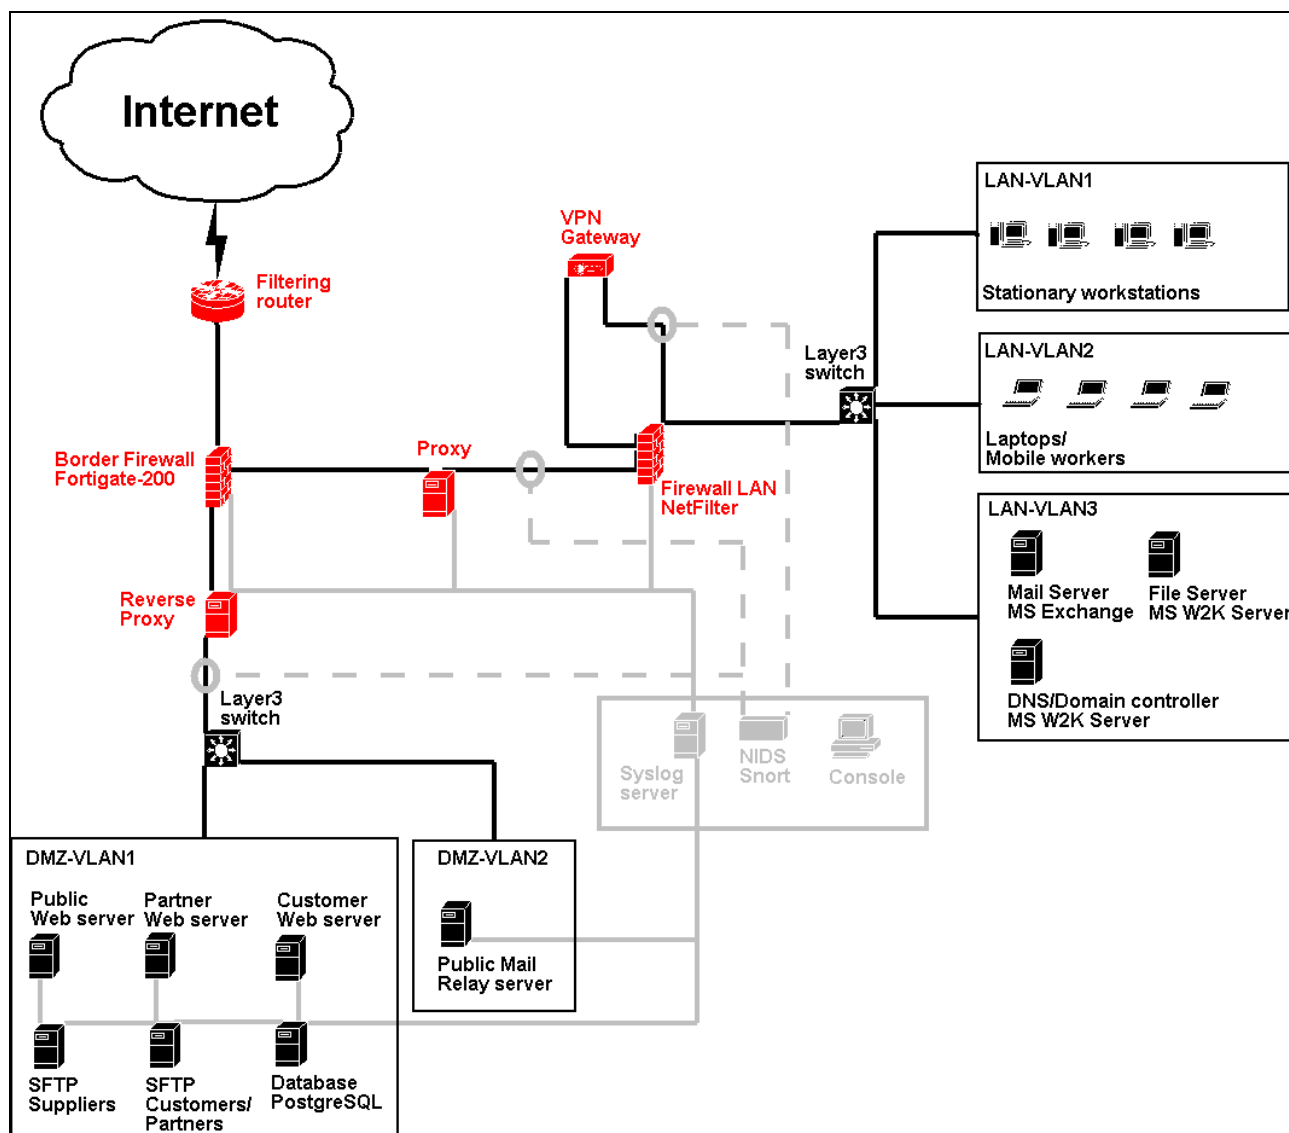 Internet
Filtering
router
VPN
Gateway
LAN-VLAN1
Stationary workstations
Layer3
switch
LAN-VLAN2
Laptops/
Mobile workers
Border Firewall
Fortigate-200
Proxy
Firewall LAN
NetFilter
LAN-VLAN3
Mail Server
MS Exchange
File Server
MS W2K Server
DNS/Domain controller
MS W2K Server
Reverse
Proxy
Layer3
switch
Syslog
server
NIDS
Snort
Console
DMZ-VLAN1
Public
Web server
Partner
Web server
Customer
Web server
SFTP
Suppliers
SFTP
Customers/
Partners
Database
PostgreSQL
DMZ-VLAN2
Public Mail
Relay server